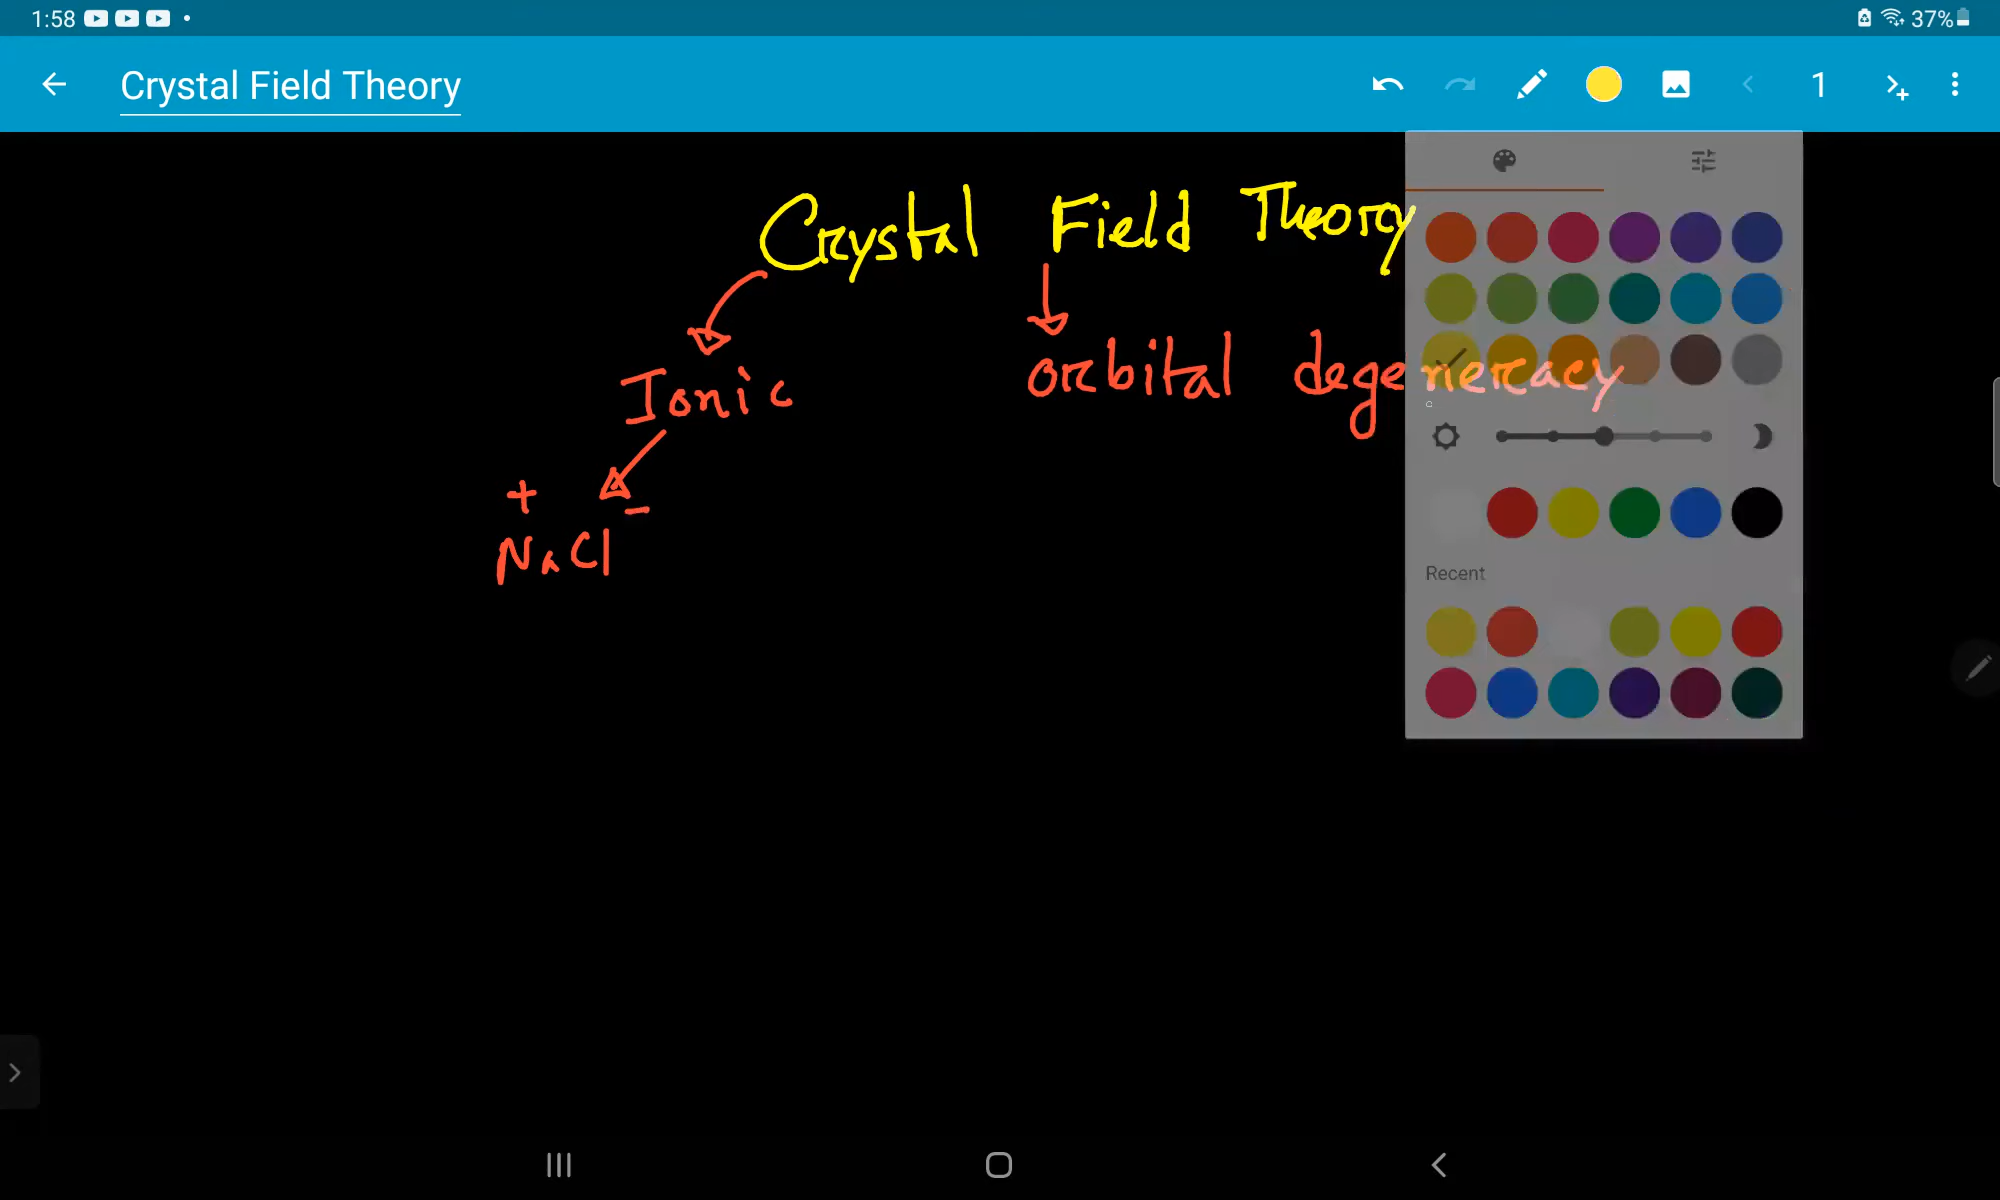 1:58
37%
Crystal Field Theory
1
Crystal Field Theory
Ionic
orbital degeneracy
+ -
NaCl
Recent